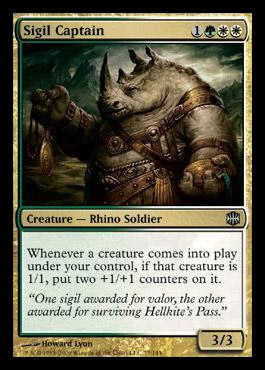 Sigil Captain 1
Creature — Rhino Soldier
Whenever a creature comes into play
under your control, if that creature is
1/1, put two +1/+1 counters on it.
“One sigil awarded for valor, the other
awarded for surviving Hellkite's Pass.”
Howard Lyon
3/3